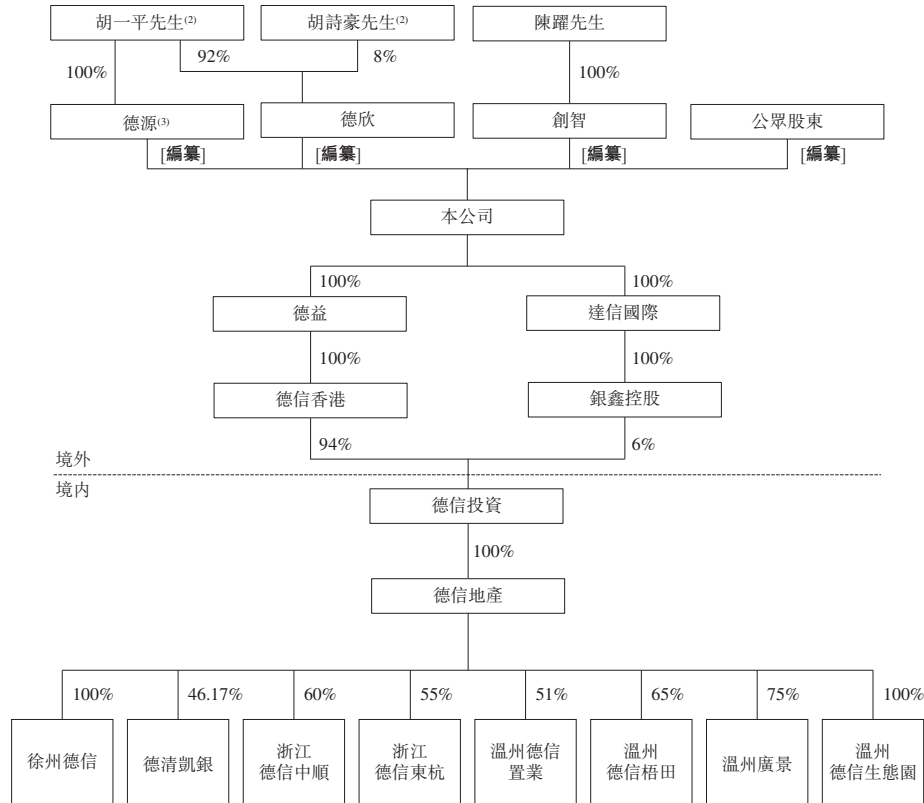 胡一平先生(2)
胡詩豪先生(2)
陳躍先生
100%
92%
8%
100%
德源(3)
德欣
創智
公眾股東
[編纂]
[編纂]
[編纂]
[編纂]
本公司
100%
100%
德益
達信國際
100%
100%
德信香港
銀鑫控股
94%
6%
境外
境内
德信投資
100%
德信地產
100%
46.17%
60%
55%
51%
65%
75%
100%
徐州德信
德清凱銀
浙江
德信中順
浙江
德信東杭
溫州德信
置業
溫州
德信梧田
溫州廣景
溫州
德信生態園